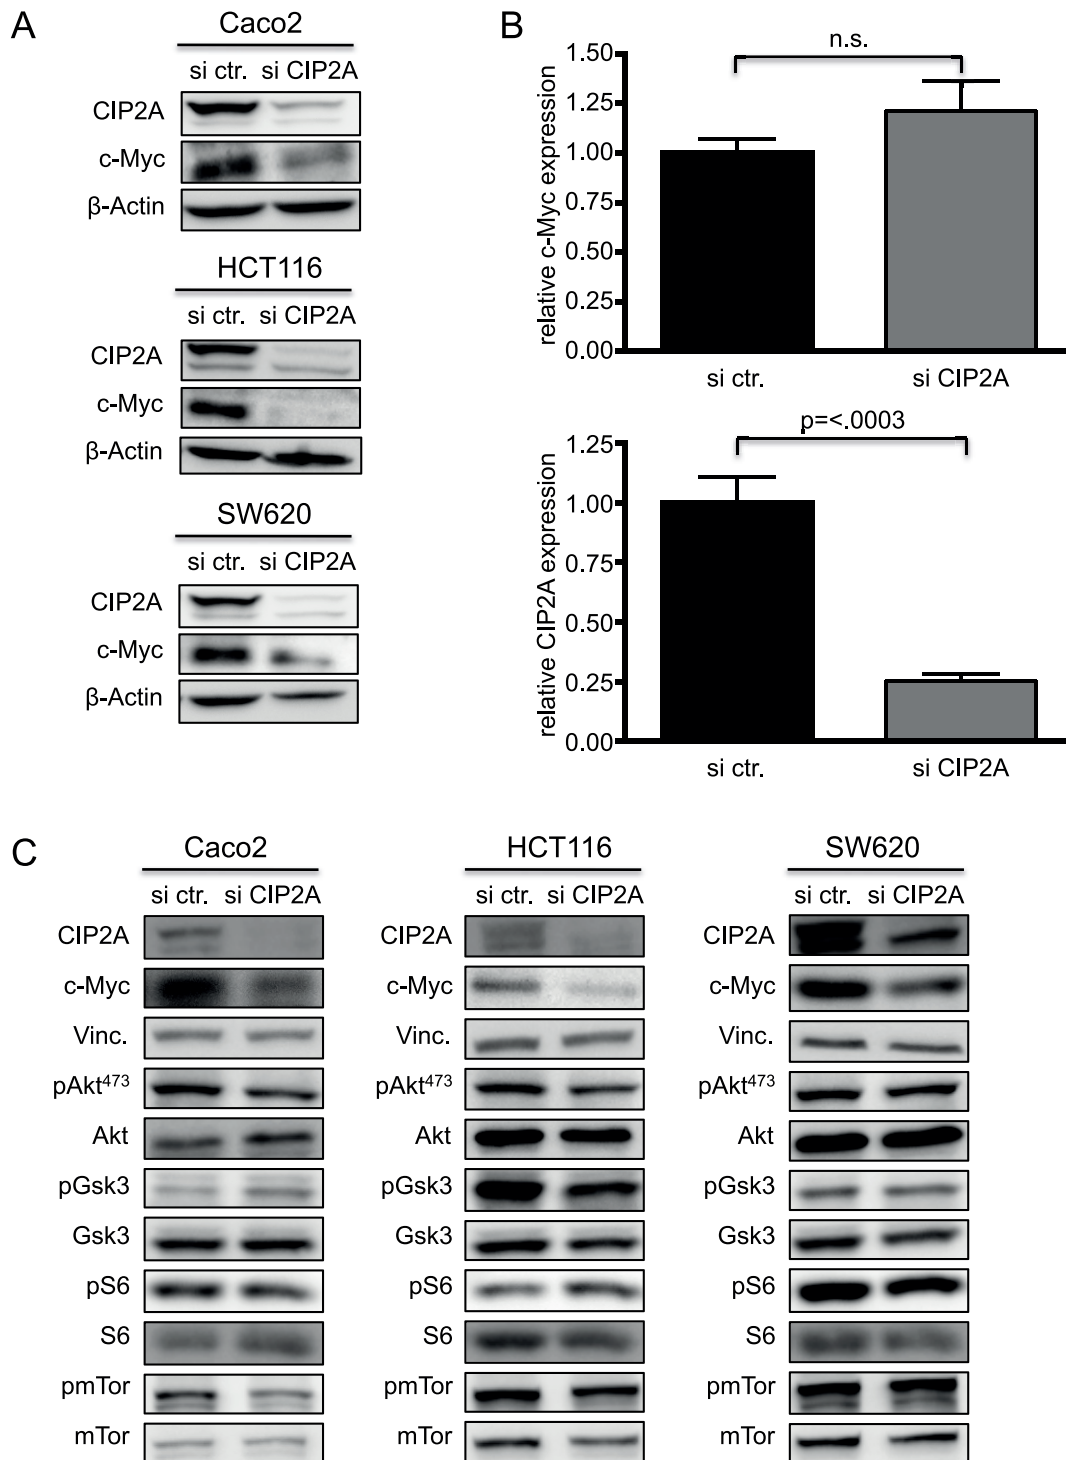 A
Caco2
si ctr. si CIP2A
CIP2A
c-Myc
β-Actin
HCT116
si ctr. si CIP2A
CIP2A
c-Myc
β-Actin
SW620
si ctr. si CIP2A
CIP2A
c-Myc
β-Actin
B
relative c-Myc expression
1.50
1.25
1.00
0.75
0.50
0.25
0.00
n.s.
si ctr. si CIP2A
relative CIP2A expression
1.25
1.00
0.75
0.50
0.25
0.00
p=<.0003
si ctr. si CIP2A
C
Caco2
si ctr. si CIP2A
CIP2A
c-Myc
Vinc.
pAkt⁴⁷³
Akt
pGsk3
Gsk3
pS6
S6
pmTor
mTor
HCT116
si ctr. si CIP2A
CIP2A
c-Myc
Vinc.
pAkt⁴⁷³
Akt
pGsk3
Gsk3
pS6
S6
pmTor
mTor
SW620
si ctr. si CIP2A
CIP2A
c-Myc
Vinc.
pAkt⁴⁷³
Akt
pGsk3
Gsk3
pS6
S6
pmTor
mTor